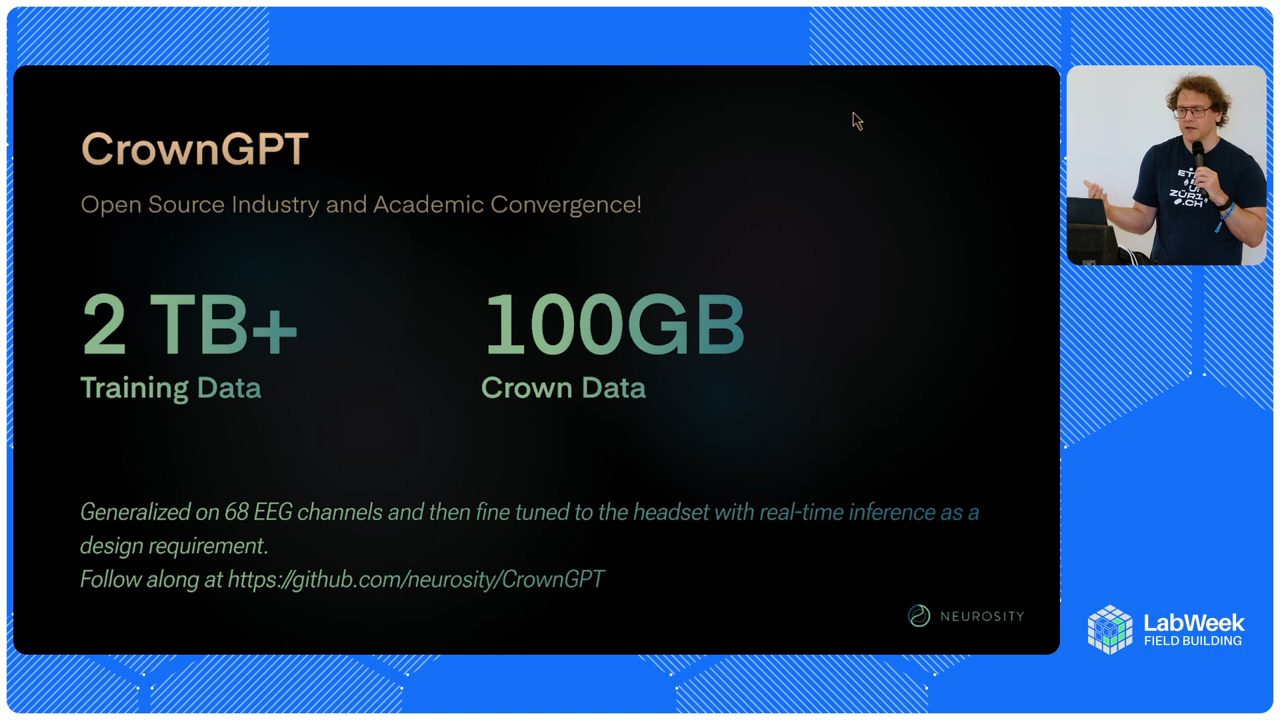 CrownGPT
Open Source Industry and Academic Convergence!
2 TB+
Training Data
100GB
Crown Data
Generalized on 68 EEG channels and then fine tuned to the headset with real-time inference as a
design requirement.
Follow along at https://github.com/neurosity/CrownGPT
NEUROSITY
ZÜRI
.CH
LabWeek
FIELD BUILDING